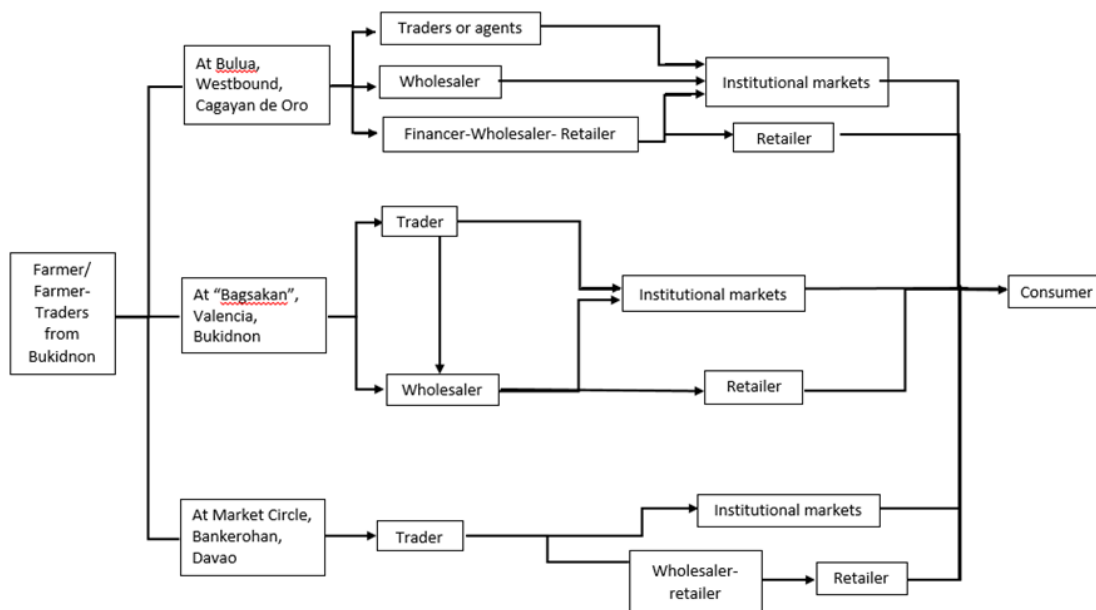 Traders or agents
At Bulua,
Westbound,
Cagayan de Oro
Wholesaler
Institutional markets
Financer-Wholesaler- Retailer
Retailer
Farmer/
Farmer-
Traders
from
Bukidnon
Trader
At “Bagsakan”,
Valencia,
Bukidnon
Institutional markets
Consumer
Wholesaler
Retailer
At Market Circle,
Bankerohan,
Davao
Trader
Institutional markets
Wholesaler-
retailer
Retailer